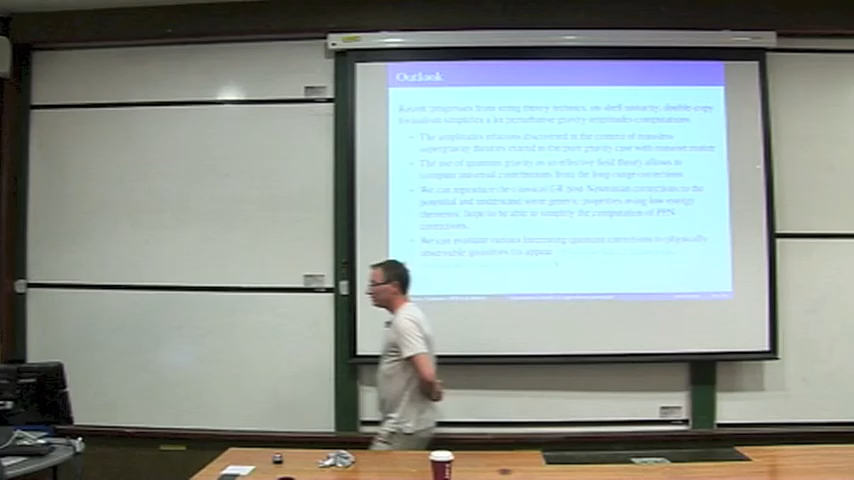 Outlook
Recent progresses from string theory technics, on-shell unitarity, double-copy
formalism simplifies a lot perturbative gravity amplitudes computations
• The amplitudes relations discovered in the context of massless
supergravity theories extend to the pure gravity case with massive matter
• The use of quantum gravity as an effective field theory allows to
compute universal contributions from the long-range corrections
• We can reproduce the classical GR post-Newtonian corrections to the
potential and understand some generic properties using low energy
theorems. hope to be able to simplify the computation of PPN
corrections.
• We can evaluate various interesting quantum corrections to physically
observable quantities